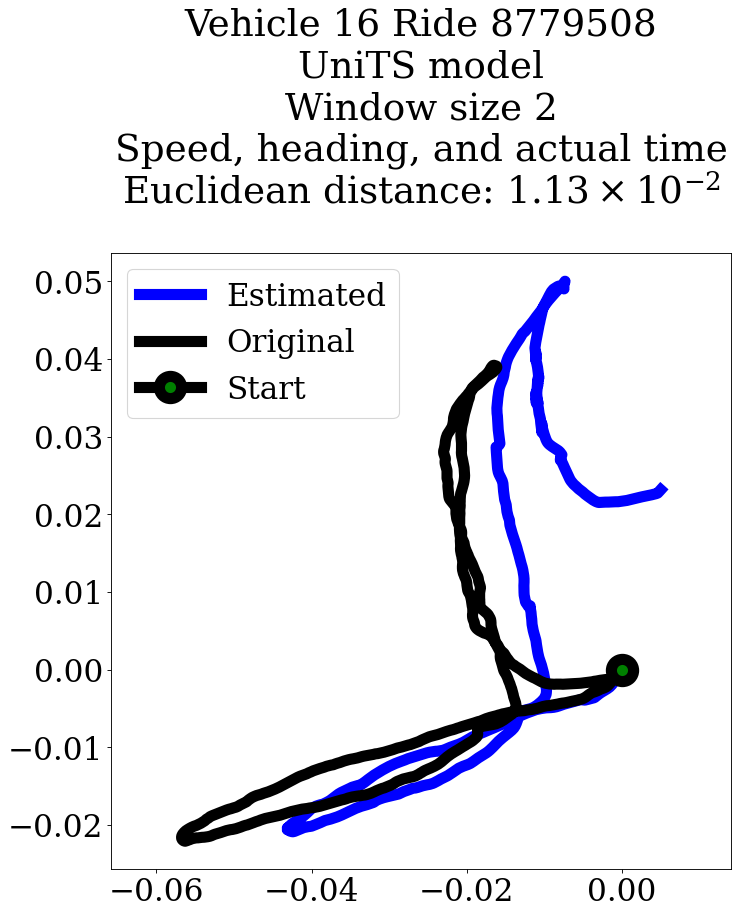 Vehicle 16 Ride 8779508
UniTS model
Window size 2
Speed, heading, and actual time
Euclidean distance: 1.13 × 10⁻²
Estimated
Original
Start
0.05
0.04
0.03
0.02
0.01
0.00
−0.01
−0.02
−0.06 −0.04 −0.02 0.00